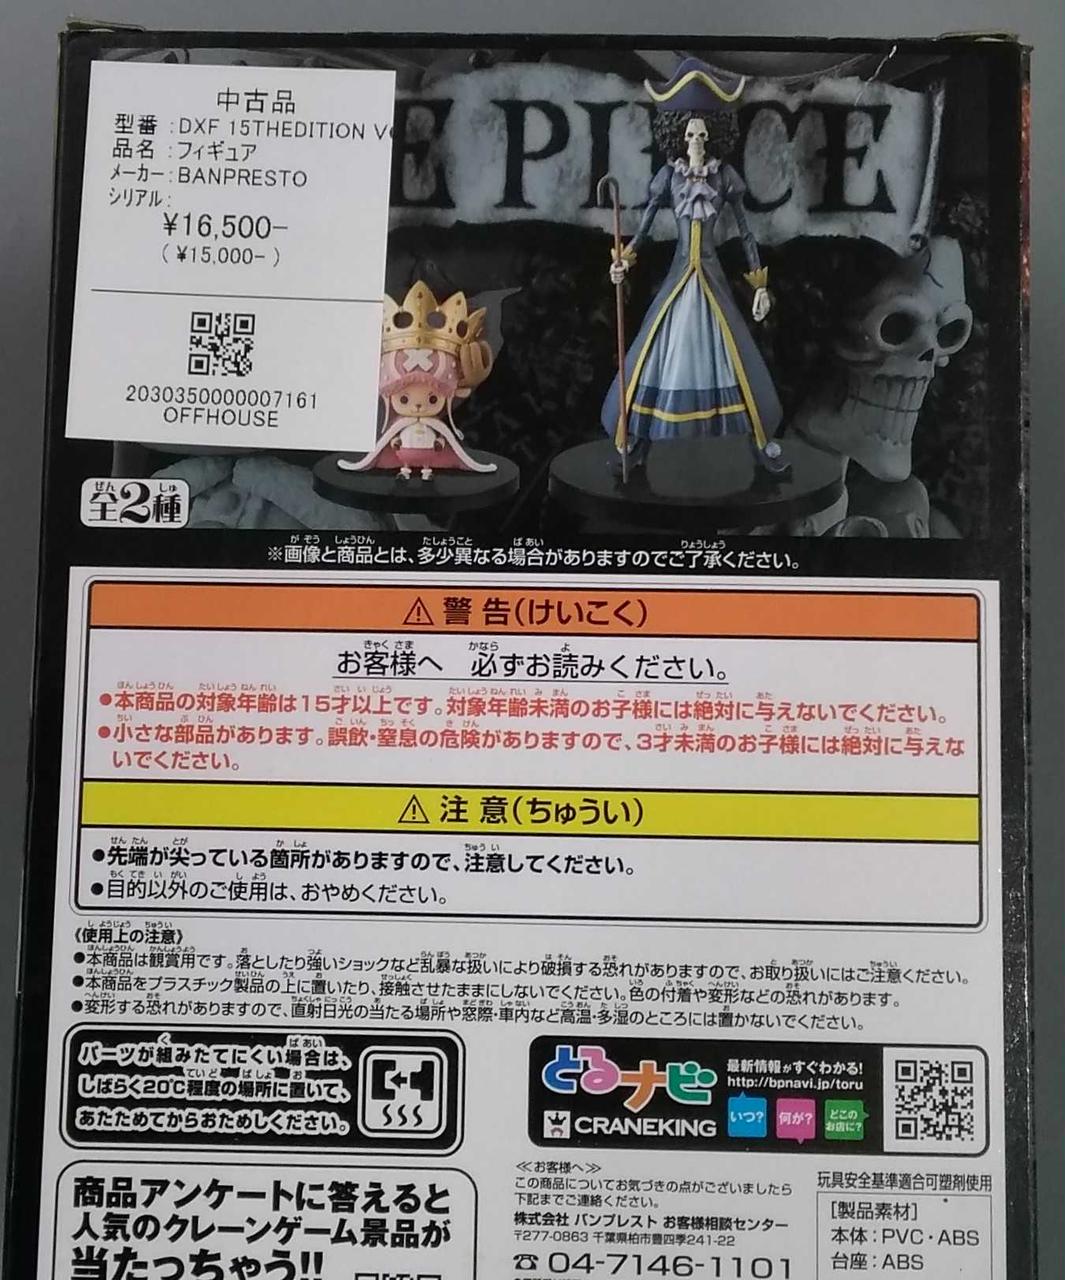 中古品
型番 :DXF 15THEDITION V
品名 :フィギュア
メーカー:BANPRESTO
シリアル:
¥16,500-
( ¥15,000- )
2030350000007161
OFFHOUSE
E PIECE
全2種
ぜん しゅ
※画像と商品とは、多少異なる場合がありますのでご了承ください。
⚠警告(けいこく)
お客様へ 必ずお読みください。
●本商品の対象年齢は15才以上です。対象年齢未満のお子様には絶対に与えないでください。
●小さな部品があります。誤飲・窒息の危険がありますので、3才未満のお子様には絶対に与えな
いでください。
⚠注意(ちゅうい)
●先端が尖っている箇所がありますので、注意してください。
●目的以外のご使用は、おやめください。
《使用上の注意》
●本商品は観賞用です。落としたり強いショックなど乱暴な扱いにより破損する恐れがありますので、お取り扱いにはご注意ください。
●本商品をプラスチック製品の上に置いたり、接触させたままにしないでください。色の付着や変形などの恐れがあります。
●変形する恐れがありますので、直射日光の当たる場所や窓際・車内など高温・多湿のところには置かないでください。
パーツが組みたてにくい場合は、
しばらく20℃程度の場所に置いて、
あたためてからおためしください。
とるナビ
CRANEKING
最新情報がすぐわかる!
http://bpnavi.jp/toru
いつ?
何が?
どこの
お店に?
商品アンケートに答えると
人気のクレーンゲーム景品が
当たっちゃう!!
≪お客様へ≫
この商品についてお気づきの点がございましたら
下記までご連絡ください。
株式会社 バンプレスト お客様相談センター
〒277-0863 千葉県柏市豊四季241-22
☎04-7146-1101
玩具安全基準適合可塑剤使用
[製品素材]
本体:PVC・ABS
台座:ABS